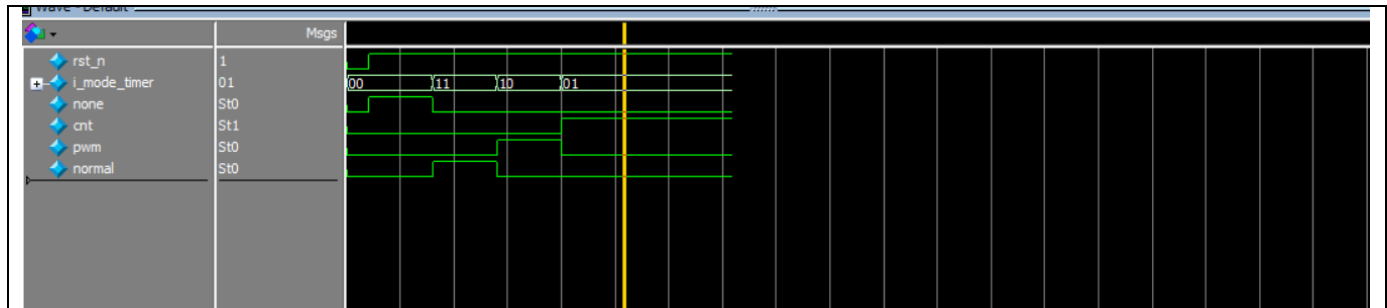 Wave - Default
Msgs
rst_n 1
i_mode_timer 01 00 11 10 01
none St0
cnt St1
pwm St0
normal St0